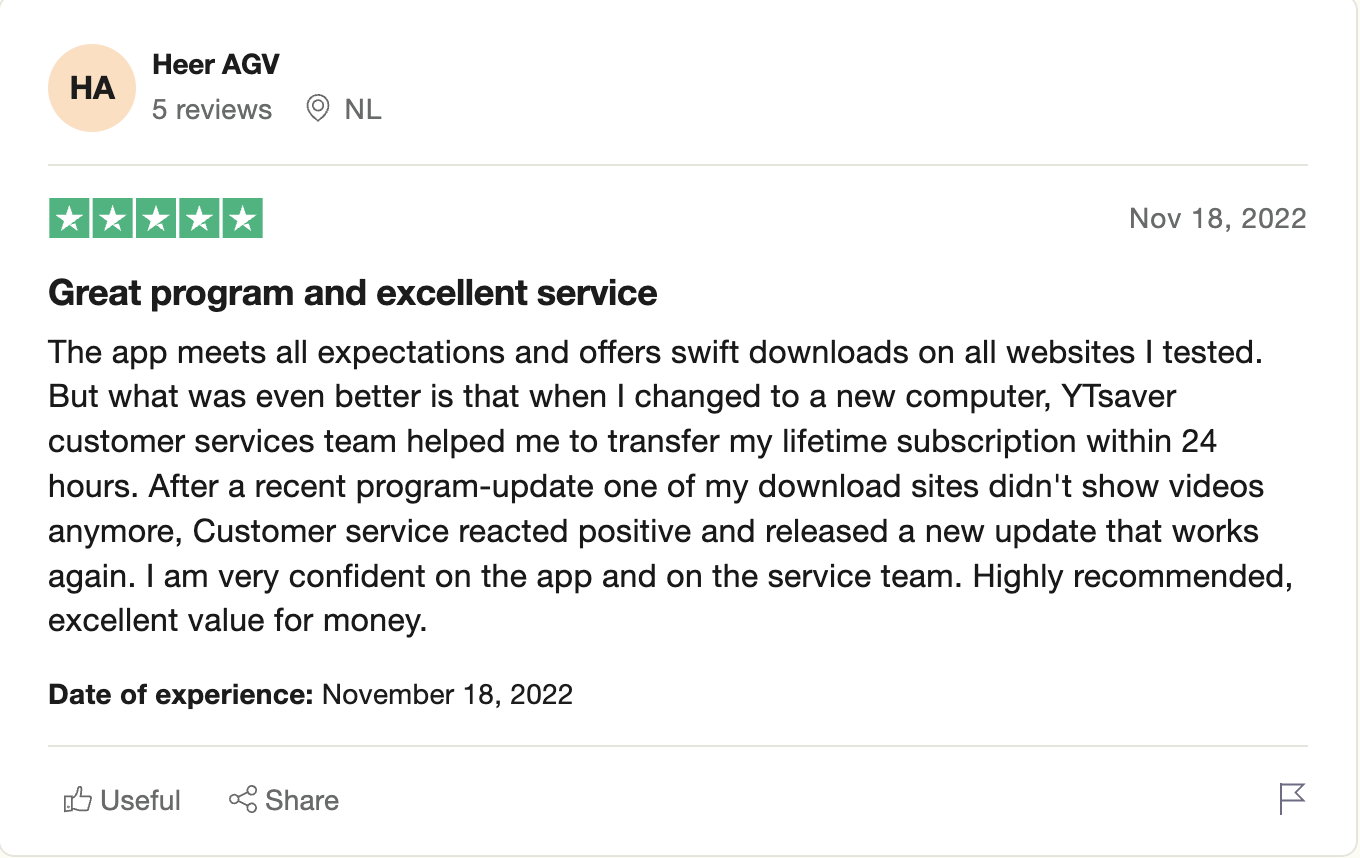 HA
Heer AGV
5 reviews NL
Nov 18, 2022
Great program and excellent service
The app meets all expectations and offers swift downloads on all websites I tested.
But what was even better is that when I changed to a new computer, YTsaver
customer services team helped me to transfer my lifetime subscription within 24
hours. After a recent program-update one of my download sites didn't show videos
anymore, Customer service reacted positive and released a new update that works
again. I am very confident on the app and on the service team. Highly recommended,
excellent value for money.
Date of experience: November 18, 2022
Useful Share